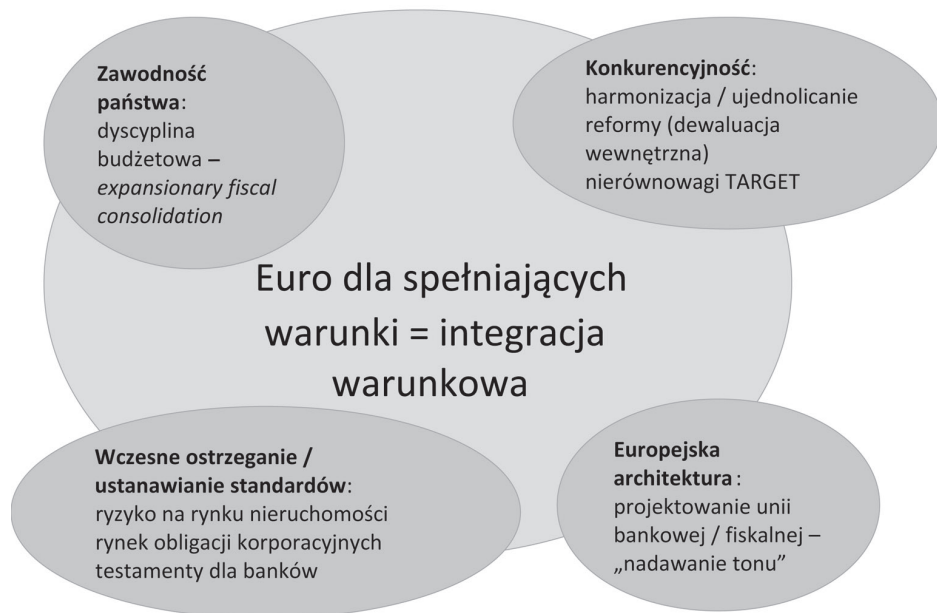 Zawodność
państwa:
dyscyplina
budżetowa –
expansionary fiscal
consolidation
Konkurencyjność:
harmonizacja / ujednolicanie
reformy (dewaluacja
wewnętrzna)
nierównowagi TARGET
Euro dla spełniających
warunki = integracja
warunkowa
Wczesne ostrzeganie /
ustanawianie standardów:
ryzyko na rynku nieruchomości
rynek obligacji korporacyjnych
testamenty dla banków
Europejska
architektura:
projektowanie unii
bankowej / fiskalnej –
„nadawanie tonu”